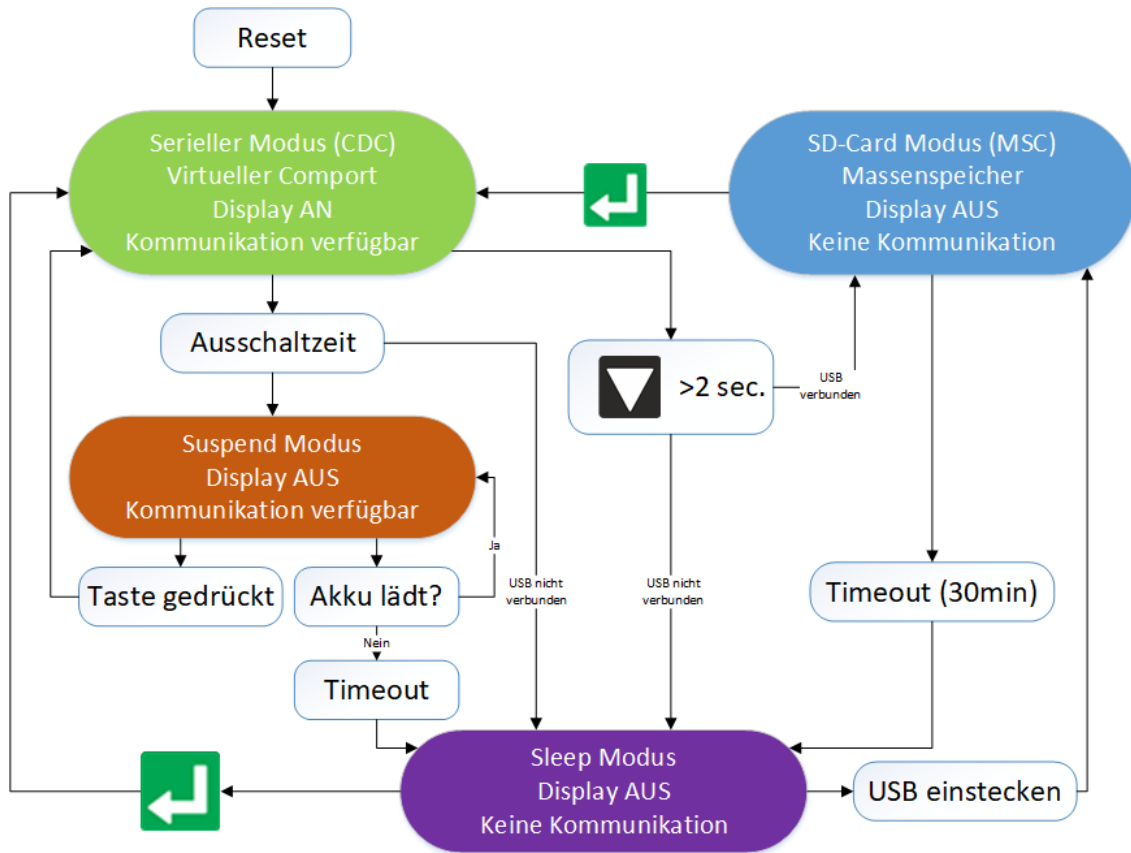 Reset
Serieller Modus (CDC)
Virtueller Comport
Display AN
Kommunikation verfügbar
SD-Card Modus (MSC)
Massenspeicher
Display AUS
Keine Kommunikation
Ausschaltzeit
>2 sec.
USB
verbunden
Suspend Modus
Display AUS
Kommunikation verfügbar
Ja
Taste gedrückt
Akku lädt?
USB nicht
verbunden
USB nicht
verbunden
Timeout (30min)
Nein
Timeout
Sleep Modus
Display AUS
Keine Kommunikation
USB einstecken